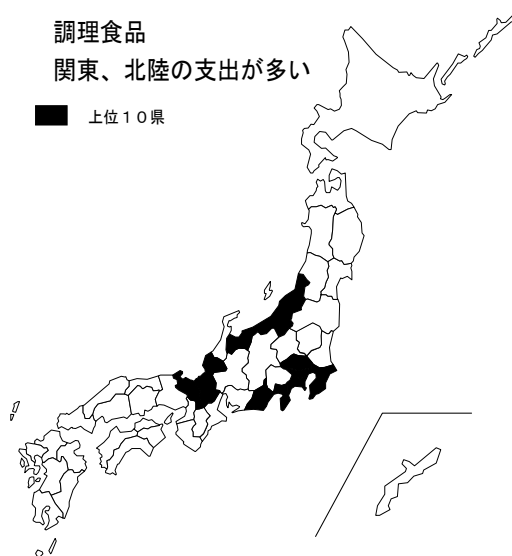 調理食品
関東、北陸の支出が多い
上位１０県